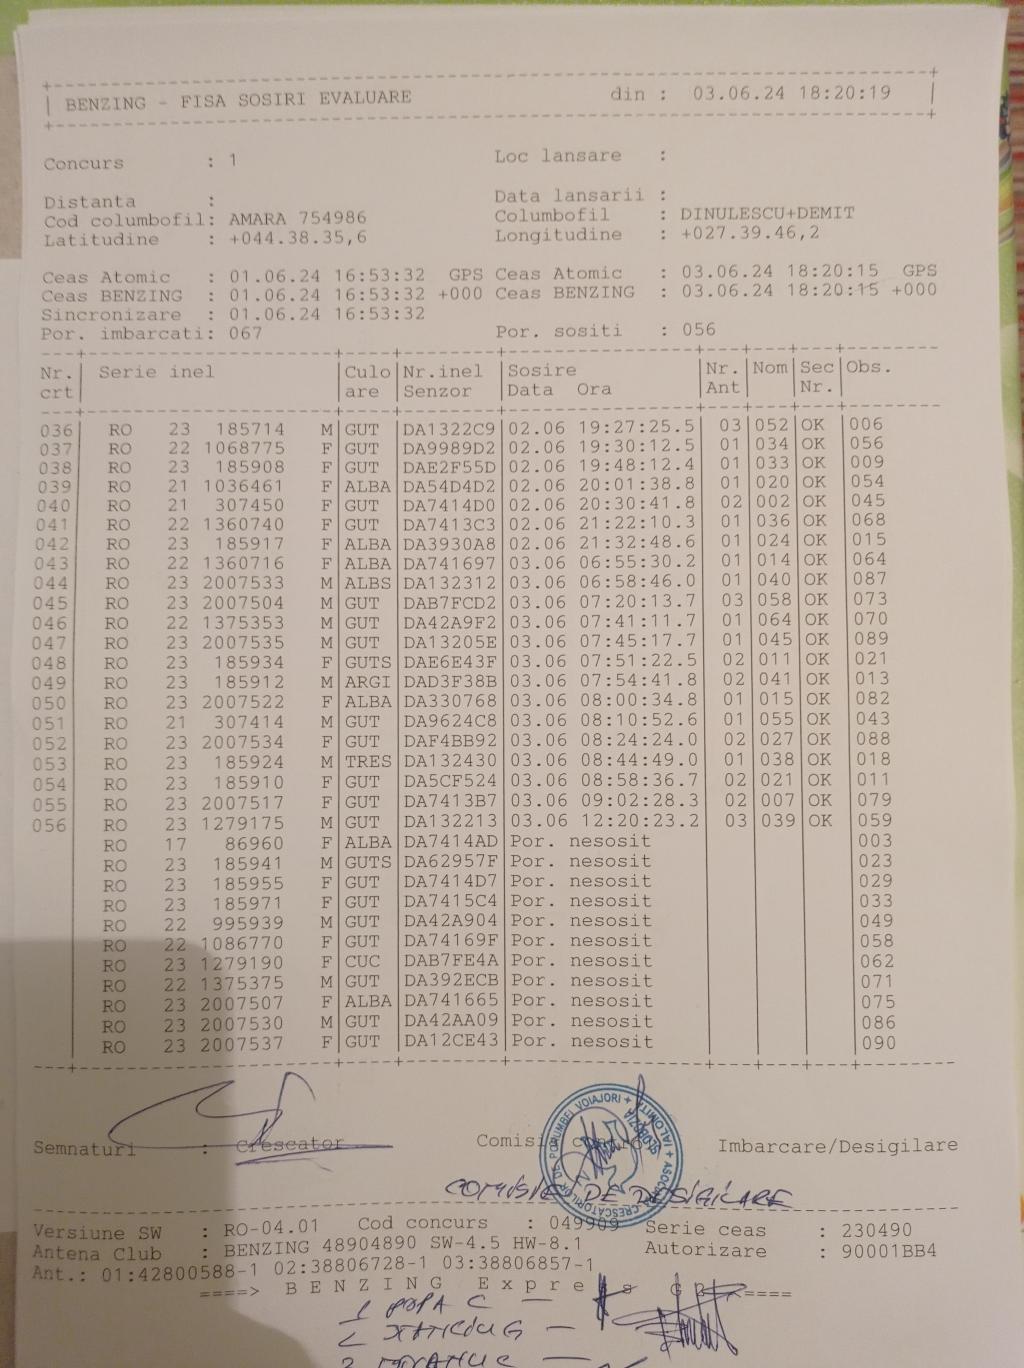 BENZING - FISA SOSIRI EVALUARE din : 03.06.24 18:20:19
Concurs : 1 Loc lansare :
Distanta : Data lansarii :
Cod columbofil: AMARA 754986 Columbofil : DINULESCU+DEMIT
Latitudine : +044.38.35,6 Longitudine : +027.39.46,2
Ceas Atomic : 01.06.24 16:53:32 GPS Ceas Atomic : 03.06.24 18:20:15 GPS
Ceas BENZING : 01.06.24 16:53:32 +000 Ceas BENZING : 03.06.24 18:20:15 +000
Sincronizare : 01.06.24 16:53:32
Por. imbarcati: 067 Por. sositi : 056
Nr. Serie inel Culo Nr.inel Sosire Nr. Nom Sec Obs.
crt are Senzor Data Ora Ant Nr.
036 RO 23 185714 M GUT DA1322C9 02.06 19:27:25.5 03 052 OK 006
037 RO 22 1068775 F GUT DA9989D2 02.06 19:30:12.5 01 034 OK 056
038 RO 23 185908 F GUT DAE2F55D 02.06 19:48:12.4 01 033 OK 009
039 RO 21 1036461 F ALBA DA54D4D2 02.06 20:01:38.8 01 020 OK 054
040 RO 21 307450 F GUT DA7414D0 02.06 20:30:41.8 02 002 OK 045
041 RO 22 1360740 F GUT DA7413C3 02.06 21:22:10.3 01 036 OK 068
042 RO 23 185917 F ALBA DA3930A8 02.06 21:32:48.6 01 024 OK 015
043 RO 22 1360716 F ALBA DA741697 03.06 06:55:30.2 01 014 OK 064
044 RO 23 2007533 M ALBS DA132312 03.06 06:58:46.0 01 040 OK 087
045 RO 23 2007504 M GUT DAB7FCD2 03.06 07:20:13.7 03 058 OK 073
046 RO 22 1375353 M GUT DA42A9F2 03.06 07:41:11.7 01 064 OK 070
047 RO 23 2007535 M GUT DA13205E 03.06 07:45:17.7 01 045 OK 089
048 RO 23 185934 F GUTS DAE6E43F 03.06 07:51:22.5 02 011 OK 021
049 RO 23 185912 M ARGI DAD3F38B 03.06 07:54:41.8 02 041 OK 013
050 RO 23 2007522 F ALBA DA330768 03.06 08:00:34.8 01 015 OK 082
051 RO 21 307414 M GUT DA9624C8 03.06 08:10:52.6 01 055 OK 043
052 RO 23 2007534 F GUT DAF4BB92 03.06 08:24:24.0 02 027 OK 088
053 RO 23 185924 M TRES DA132430 03.06 08:44:49.0 01 038 OK 018
054 RO 23 185910 F GUT DA5CF524 03.06 08:58:36.7 02 021 OK 011
055 RO 23 2007517 F GUT DA7413B7 03.06 09:02:28.3 02 007 OK 079
056 RO 23 1279175 M GUT DA132213 03.06 12:20:23.2 03 039 OK 059
RO 17 86960 F ALBA DA7414AD Por. nesosit 003
RO 23 185941 M GUTS DA62957F Por. nesosit 023
RO 23 185955 F GUT DA7414D7 Por. nesosit 029
RO 23 185971 F GUT DA7415C4 Por. nesosit 033
RO 22 995939 M GUT DA42A904 Por. nesosit 049
RO 22 1086770 F GUT DA74169F Por. nesosit 058
RO 23 1279190 F CUC DAB7FE4A Por. nesosit 062
RO 22 1375375 M GUT DA392ECB Por. nesosit 071
RO 23 2007507 F ALBA DA741665 Por. nesosit 075
RO 23 2007530 M GUT DA42AA09 Por. nesosit 086
RO 23 2007537 F GUT DA12CE43 Por. nesosit 090
Semnaturi : Crescator Comisie control Imbarcare/Desigilare
COMISIE DE DESIGILARE
Versiune SW : RO-04.01 Cod concurs : 049909 Serie ceas : 230490
Antena Club : BENZING 48904890 SW-4.5 HW-8.1 Autorizare : 90001BB4
Ant.: 01:42800588-1 02:38806728-1 03:38806857-1
====> B E N Z I N G E x p r e s G 2 <====
1 POPA C —